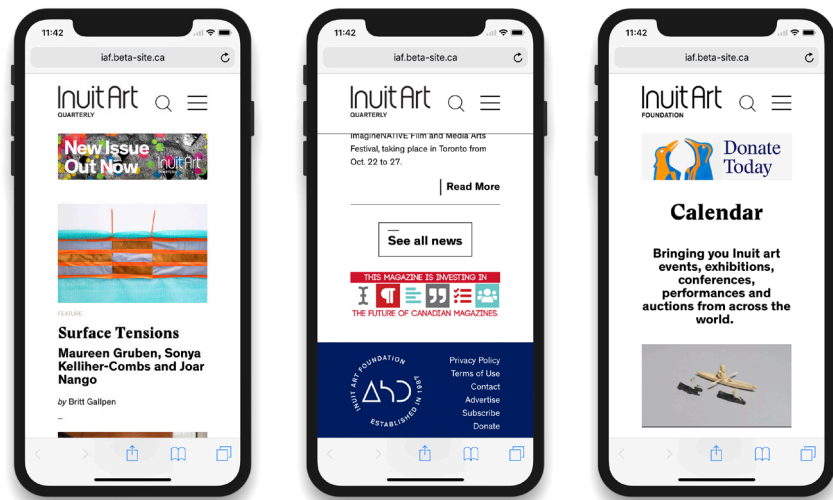 11:42
iaf.beta-site.ca
Inuit Art
QUARTERLY
New Issue
Out Now
Inuit Art
FEATURE
Surface Tensions
Maureen Gruben, Sonya
Kelliher-Combs and Joar
Nango
by Britt Gallpen
11:42
iaf.beta-site.ca
Inuit Art
QUARTERLY
imagineNATIVE Film and Media Arts
Festival, taking place in Toronto from
Oct. 22 to 27.
Read More
See all news
THIS MAGAZINE IS INVESTING IN
THE FUTURE OF CANADIAN MAGAZINES.
INUIT ART FOUNDATION
ESTABLISHED IN 1987
ᐃᓄᐃᑦ
Privacy Policy
Terms of Use
Contact
Advertise
Subscribe
Donate
11:42
iaf.beta-site.ca
Inuit Art
FOUNDATION
Donate
Today
Calendar
Bringing you Inuit art
events, exhibitions,
conferences,
performances and
auctions from across the
world.